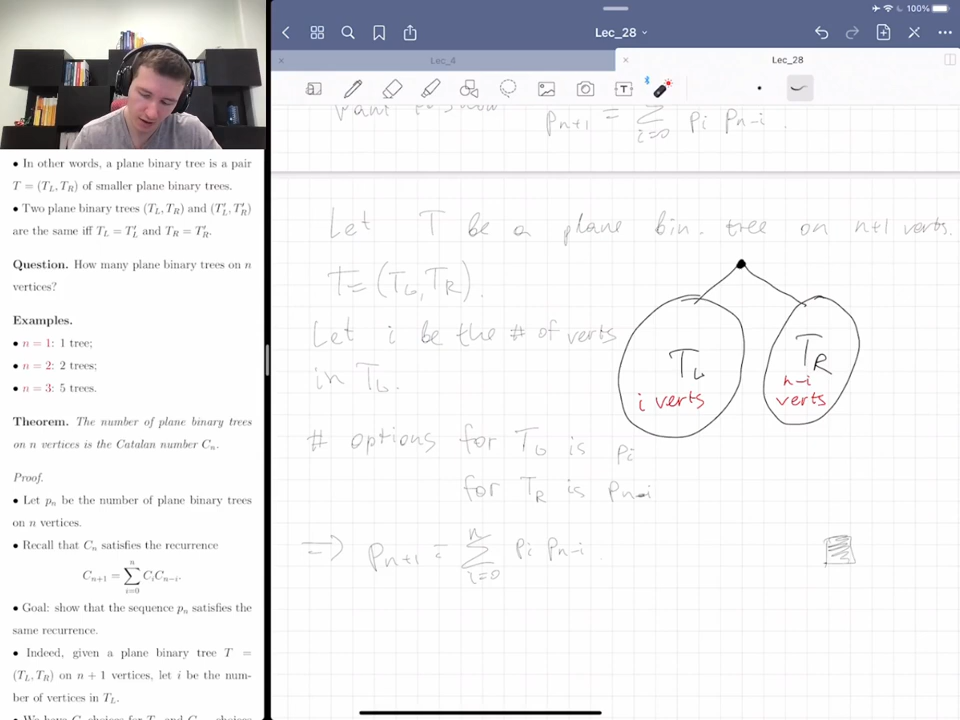 100%
Lec_28
Lec_4
Lec_28
• In other words, a plane binary tree is a pair
T = (T_L, T_R) of smaller plane binary trees.
• Two plane binary trees (T_L, T_R) and (T′_L, T′_R)
are the same iff T_L = T′_L and T_R = T′_R.
Question. How many plane binary trees on n
vertices?
Examples.
• n = 1: 1 tree;
• n = 2: 2 trees;
• n = 3: 5 trees.
Theorem. The number of plane binary trees
on n vertices is the Catalan number C_n.
Proof.
• Let p_n be the number of plane binary trees
on n vertices.
• Recall that C_n satisfies the recurrence
C_{n+1} = ∑_{i=0}^{n} C_i C_{n−i}.
• Goal: show that the sequence p_n satisfies the
same recurrence.
• Indeed, given a plane binary tree T =
(T_L, T_R) on n + 1 vertices, let i be the num-
ber of vertices in T_L.
p_{n+1} = ∑_{i=0} p_i p_{n-i}.
Let T be a plane bin. tree on n+1 verts.
T = (T_L, T_R).
Let i be the # of verts
in T_L.
T_L
i verts
T_R
n-i
verts
# options for T_L is p_i
for T_R is p_{n-i}
⇒ p_{n+1} = ∑_{i=0}^{n} p_i p_{n-i}.